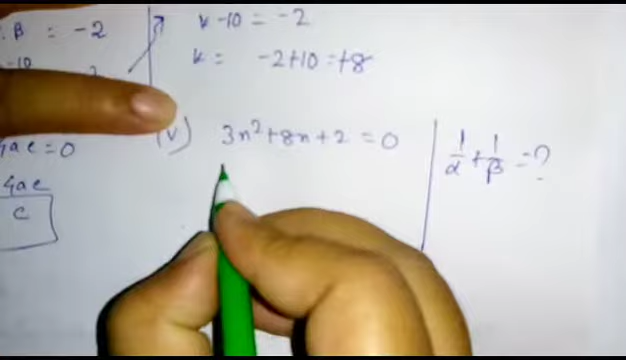 β = -2
k-10 = -2
k = -2+10 = +8
(v) 3x²+8x+2 = 0
1/α + 1/β = ?
4ac = 0
4ac
c